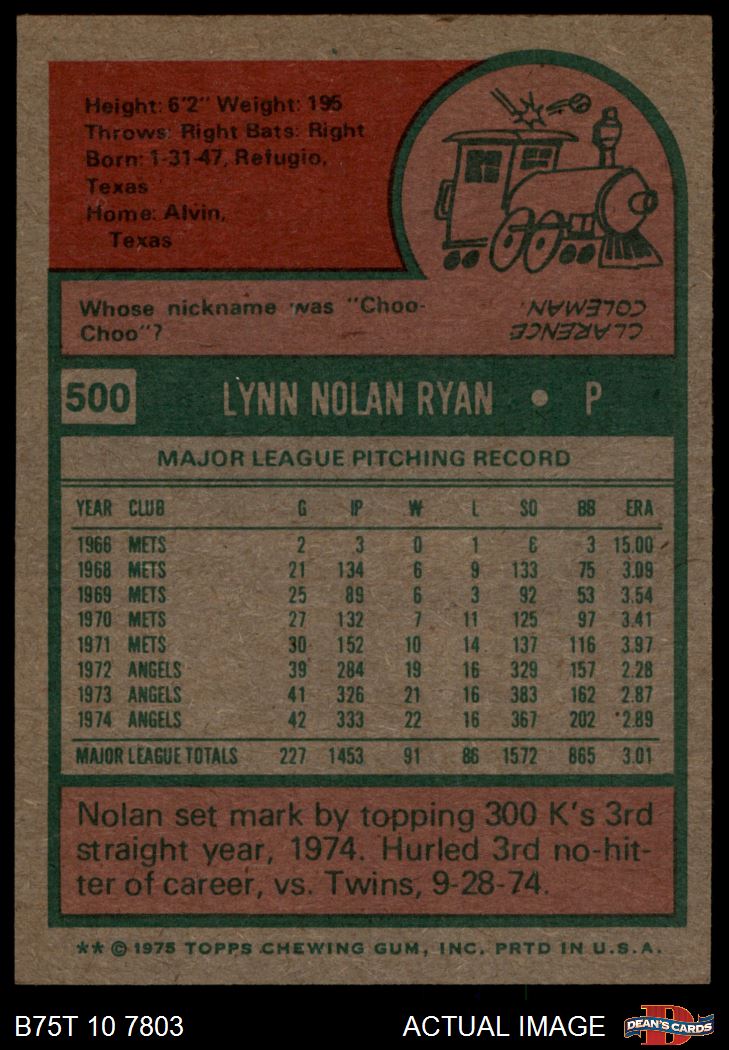 Height: 6'2" Weight: 195
Throws: Right Bats: Right
Born: 1-31-47, Refugio,
Texas
Home: Alvin,
Texas
Whose nickname was "Choo-
Choo"?
CLARENCE
COLEMAN.
500 LYNN NOLAN RYAN • P
MAJOR LEAGUE PITCHING RECORD
YEAR CLUB G IP W L SO BB ERA
1966 METS 2 3 0 1 6 3 15.00
1968 METS 21 134 6 9 133 75 3.09
1969 METS 25 89 6 3 92 53 3.54
1970 METS 27 132 7 11 125 97 3.41
1971 METS 30 152 10 14 137 116 3.97
1972 ANGELS 39 284 19 16 329 157 2.28
1973 ANGELS 41 326 21 16 383 162 2.87
1974 ANGELS 42 333 22 16 367 202 2.89
MAJOR LEAGUE TOTALS 227 1453 91 86 1572 865 3.01
Nolan set mark by topping 300 K's 3rd
straight year, 1974. Hurled 3rd no-hit-
ter of career, vs. Twins, 9-28-74.
** © 1975 TOPPS CHEWING GUM, INC. PRTD IN U.S.A.
B75T 10 7803 ACTUAL IMAGE D DEAN'S CARDS